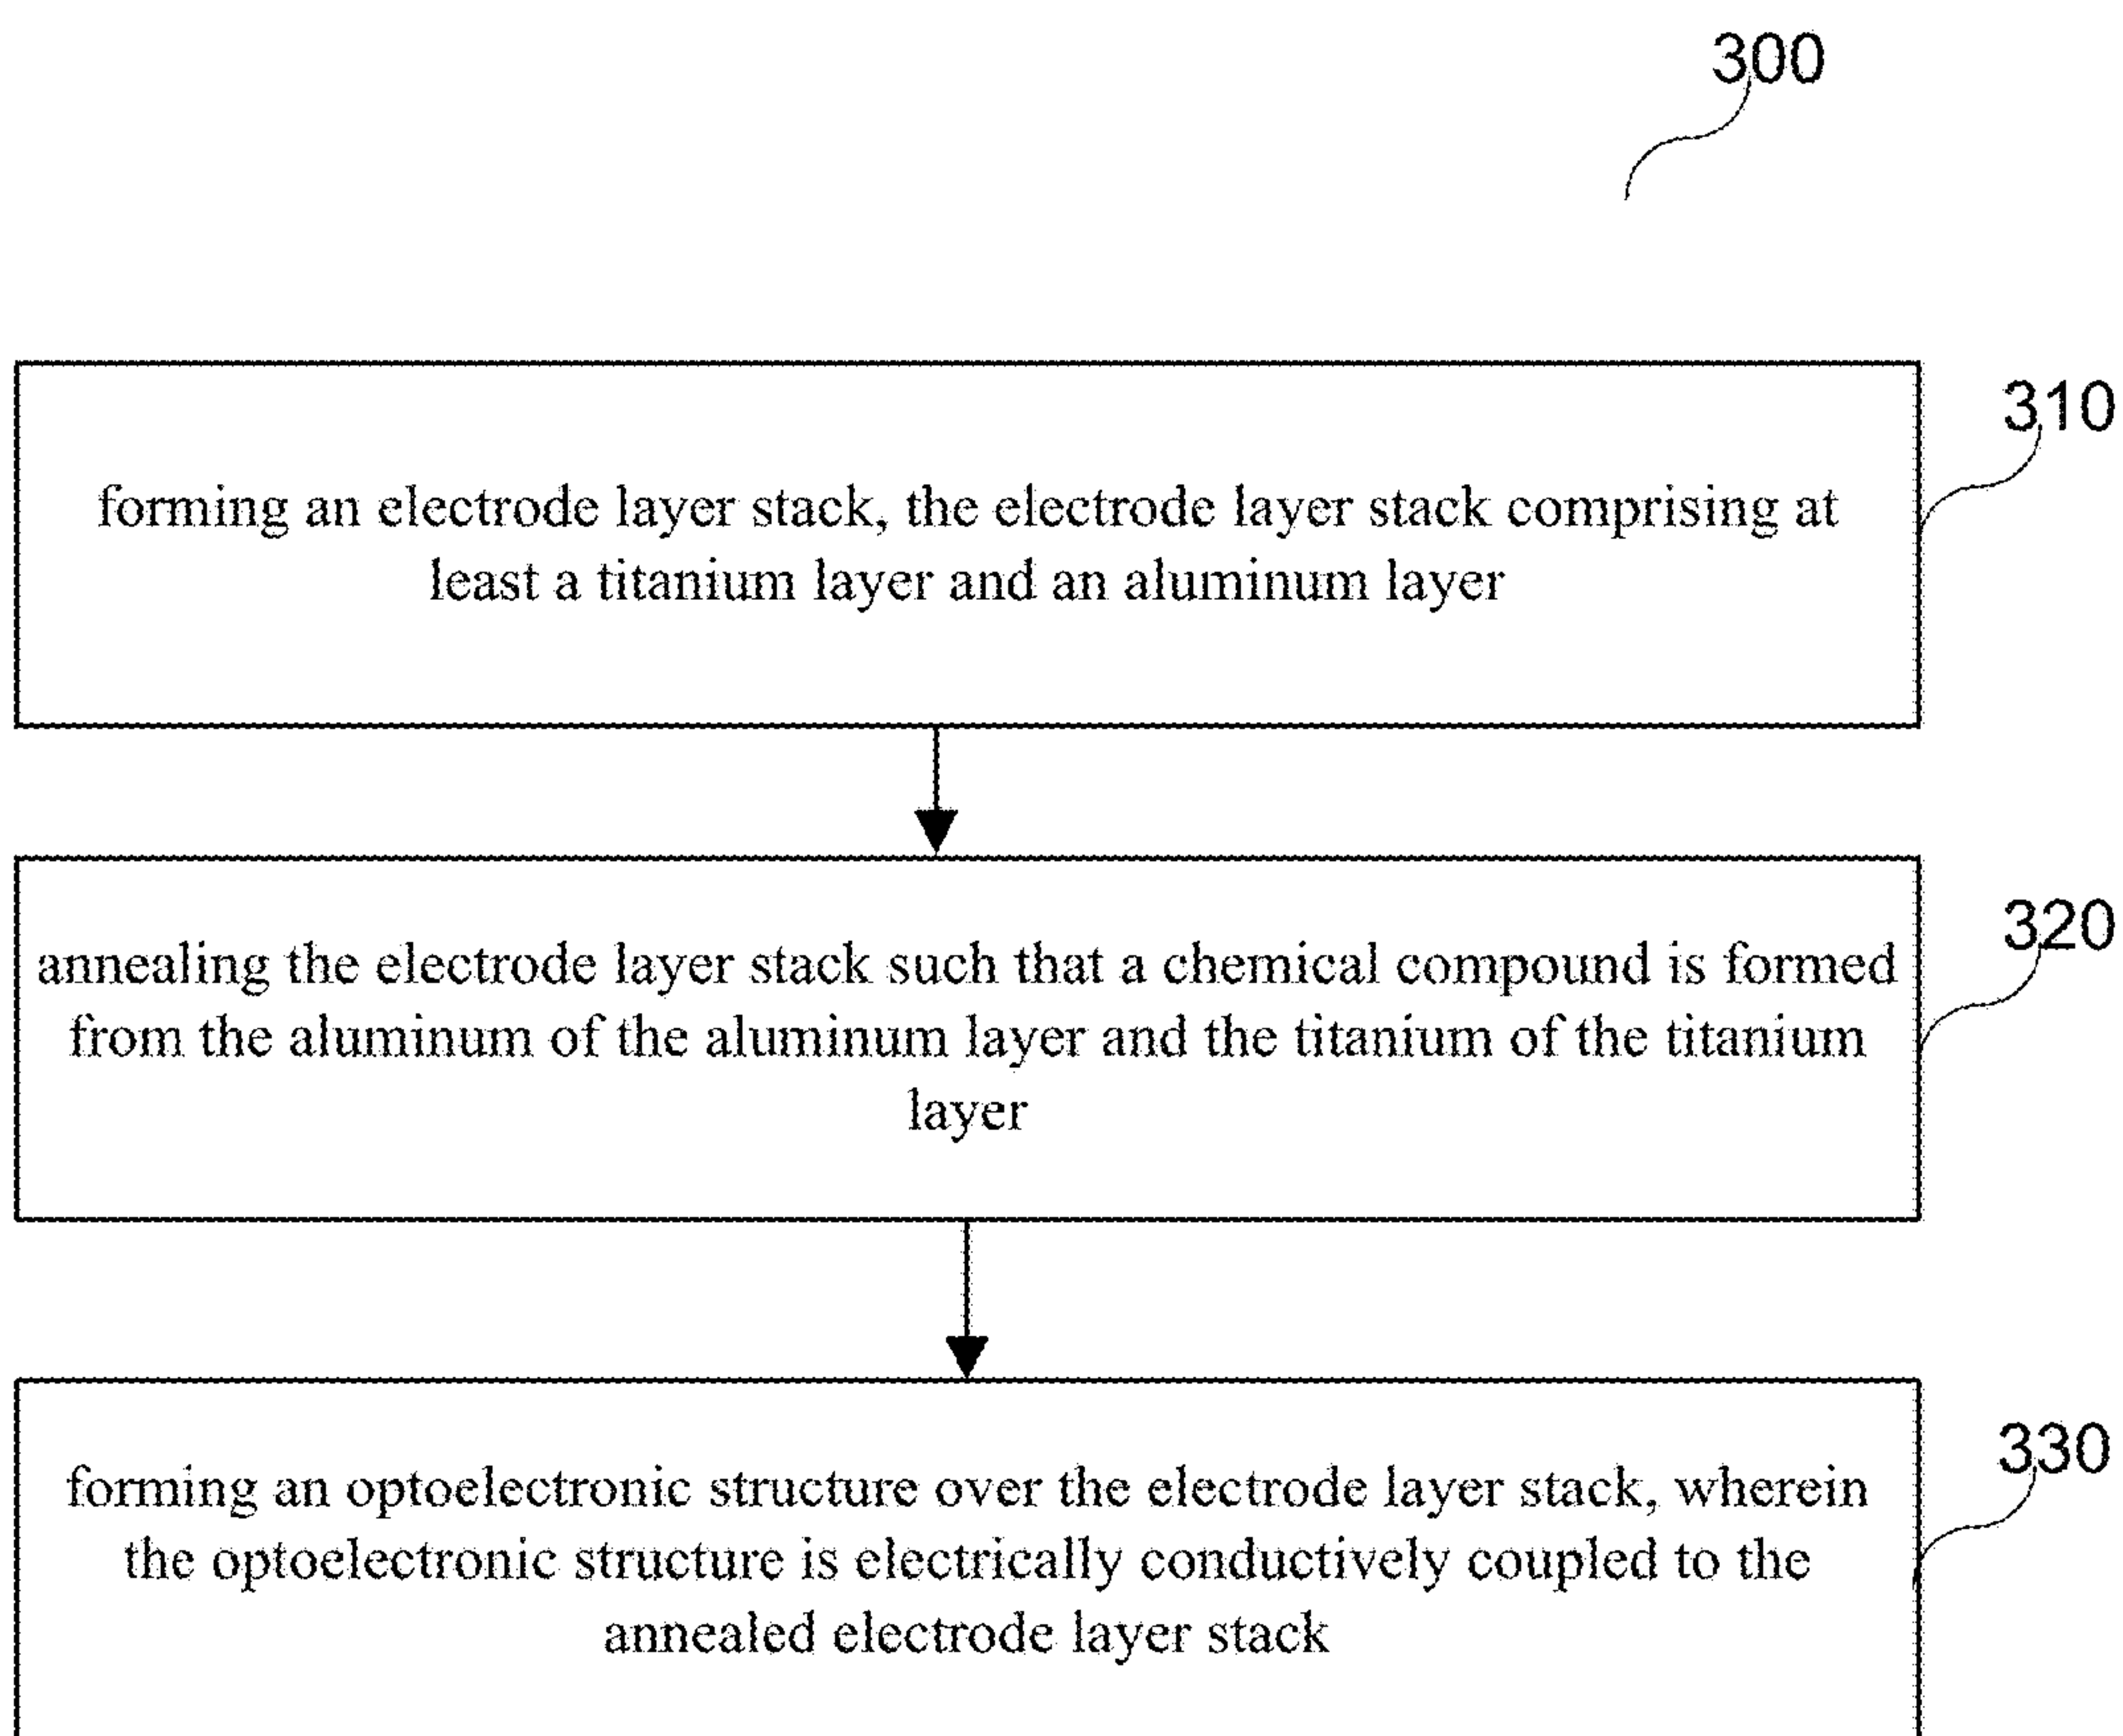 300
310
forming an electrode layer stack, the electrode layer stack comprising at
least a titanium layer and an aluminum layer
320
annealing the electrode layer stack such that a chemical compound is formed
from the aluminum of the aluminum layer and the titanium of the titanium
layer
330
forming an optoelectronic structure over the electrode layer stack, wherein
the optoelectronic structure is electrically conductively coupled to the
annealed electrode layer stack